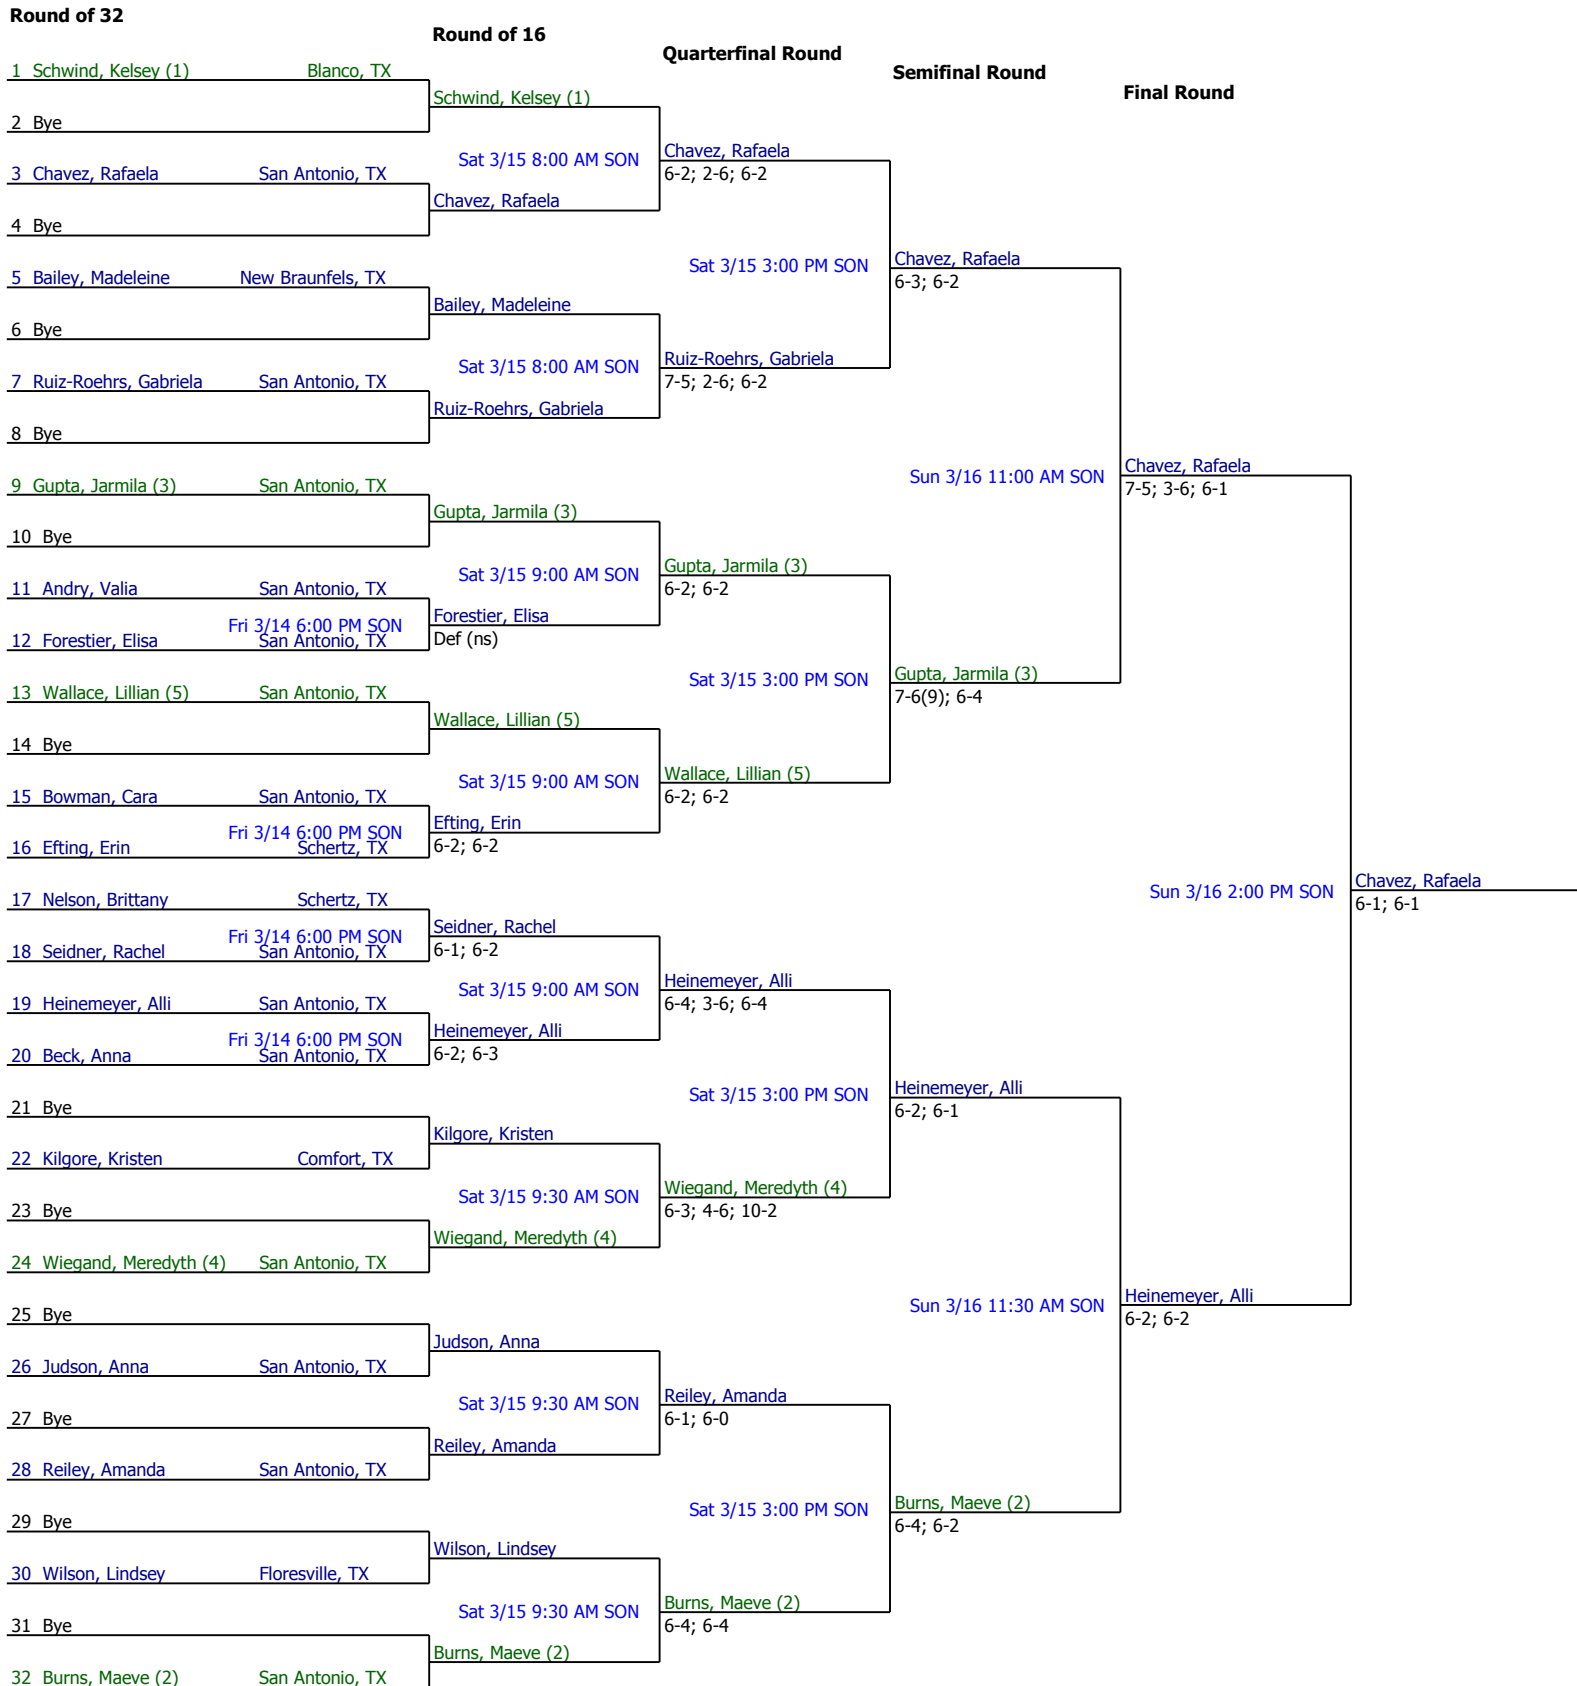 Round of 32
Round of 16
Quarterfinal Round
Semifinal Round
Final Round
1 Schwind, Kelsey (1) Blanco, TX
Schwind, Kelsey (1)
2 Bye
Sat 3/15 8:00 AM SON
Chavez, Rafaela
6-2; 2-6; 6-2
3 Chavez, Rafaela San Antonio, TX
Chavez, Rafaela
4 Bye
Sat 3/15 3:00 PM SON
Chavez, Rafaela
6-3; 6-2
5 Bailey, Madeleine New Braunfels, TX
Bailey, Madeleine
6 Bye
Sat 3/15 8:00 AM SON
Ruiz-Roehrs, Gabriela
7-5; 2-6; 6-2
7 Ruiz-Roehrs, Gabriela San Antonio, TX
Ruiz-Roehrs, Gabriela
8 Bye
Sun 3/16 11:00 AM SON
Chavez, Rafaela
7-5; 3-6; 6-1
9 Gupta, Jarmila (3) San Antonio, TX
Gupta, Jarmila (3)
10 Bye
Sat 3/15 9:00 AM SON
Gupta, Jarmila (3)
6-2; 6-2
11 Andry, Valia San Antonio, TX
Fri 3/14 6:00 PM SON
Forestier, Elisa
Def (ns)
12 Forestier, Elisa San Antonio, TX
Sat 3/15 3:00 PM SON
Gupta, Jarmila (3)
7-6(9); 6-4
13 Wallace, Lillian (5) San Antonio, TX
Wallace, Lillian (5)
14 Bye
Sat 3/15 9:00 AM SON
Wallace, Lillian (5)
6-2; 6-2
15 Bowman, Cara San Antonio, TX
Fri 3/14 6:00 PM SON
Efting, Erin
6-2; 6-2
16 Efting, Erin Schertz, TX
Sun 3/16 2:00 PM SON
Chavez, Rafaela
6-1; 6-1
17 Nelson, Brittany Schertz, TX
Fri 3/14 6:00 PM SON
Seidner, Rachel
6-1; 6-2
18 Seidner, Rachel San Antonio, TX
Sat 3/15 9:00 AM SON
Heinemeyer, Alli
6-4; 3-6; 6-4
19 Heinemeyer, Alli San Antonio, TX
Fri 3/14 6:00 PM SON
Heinemeyer, Alli
6-2; 6-3
20 Beck, Anna San Antonio, TX
Sat 3/15 3:00 PM SON
Heinemeyer, Alli
6-2; 6-1
21 Bye
Kilgore, Kristen
22 Kilgore, Kristen Comfort, TX
Sat 3/15 9:30 AM SON
Wiegand, Meredyth (4)
6-3; 4-6; 10-2
23 Bye
Wiegand, Meredyth (4)
24 Wiegand, Meredyth (4) San Antonio, TX
Sun 3/16 11:30 AM SON
Heinemeyer, Alli
6-2; 6-2
25 Bye
Judson, Anna
26 Judson, Anna San Antonio, TX
Sat 3/15 9:30 AM SON
Reiley, Amanda
6-1; 6-0
27 Bye
Reiley, Amanda
28 Reiley, Amanda San Antonio, TX
Sat 3/15 3:00 PM SON
Burns, Maeve (2)
6-4; 6-2
29 Bye
Wilson, Lindsey
30 Wilson, Lindsey Floresville, TX
Sat 3/15 9:30 AM SON
Burns, Maeve (2)
6-4; 6-4
31 Bye
Burns, Maeve (2)
32 Burns, Maeve (2) San Antonio, TX